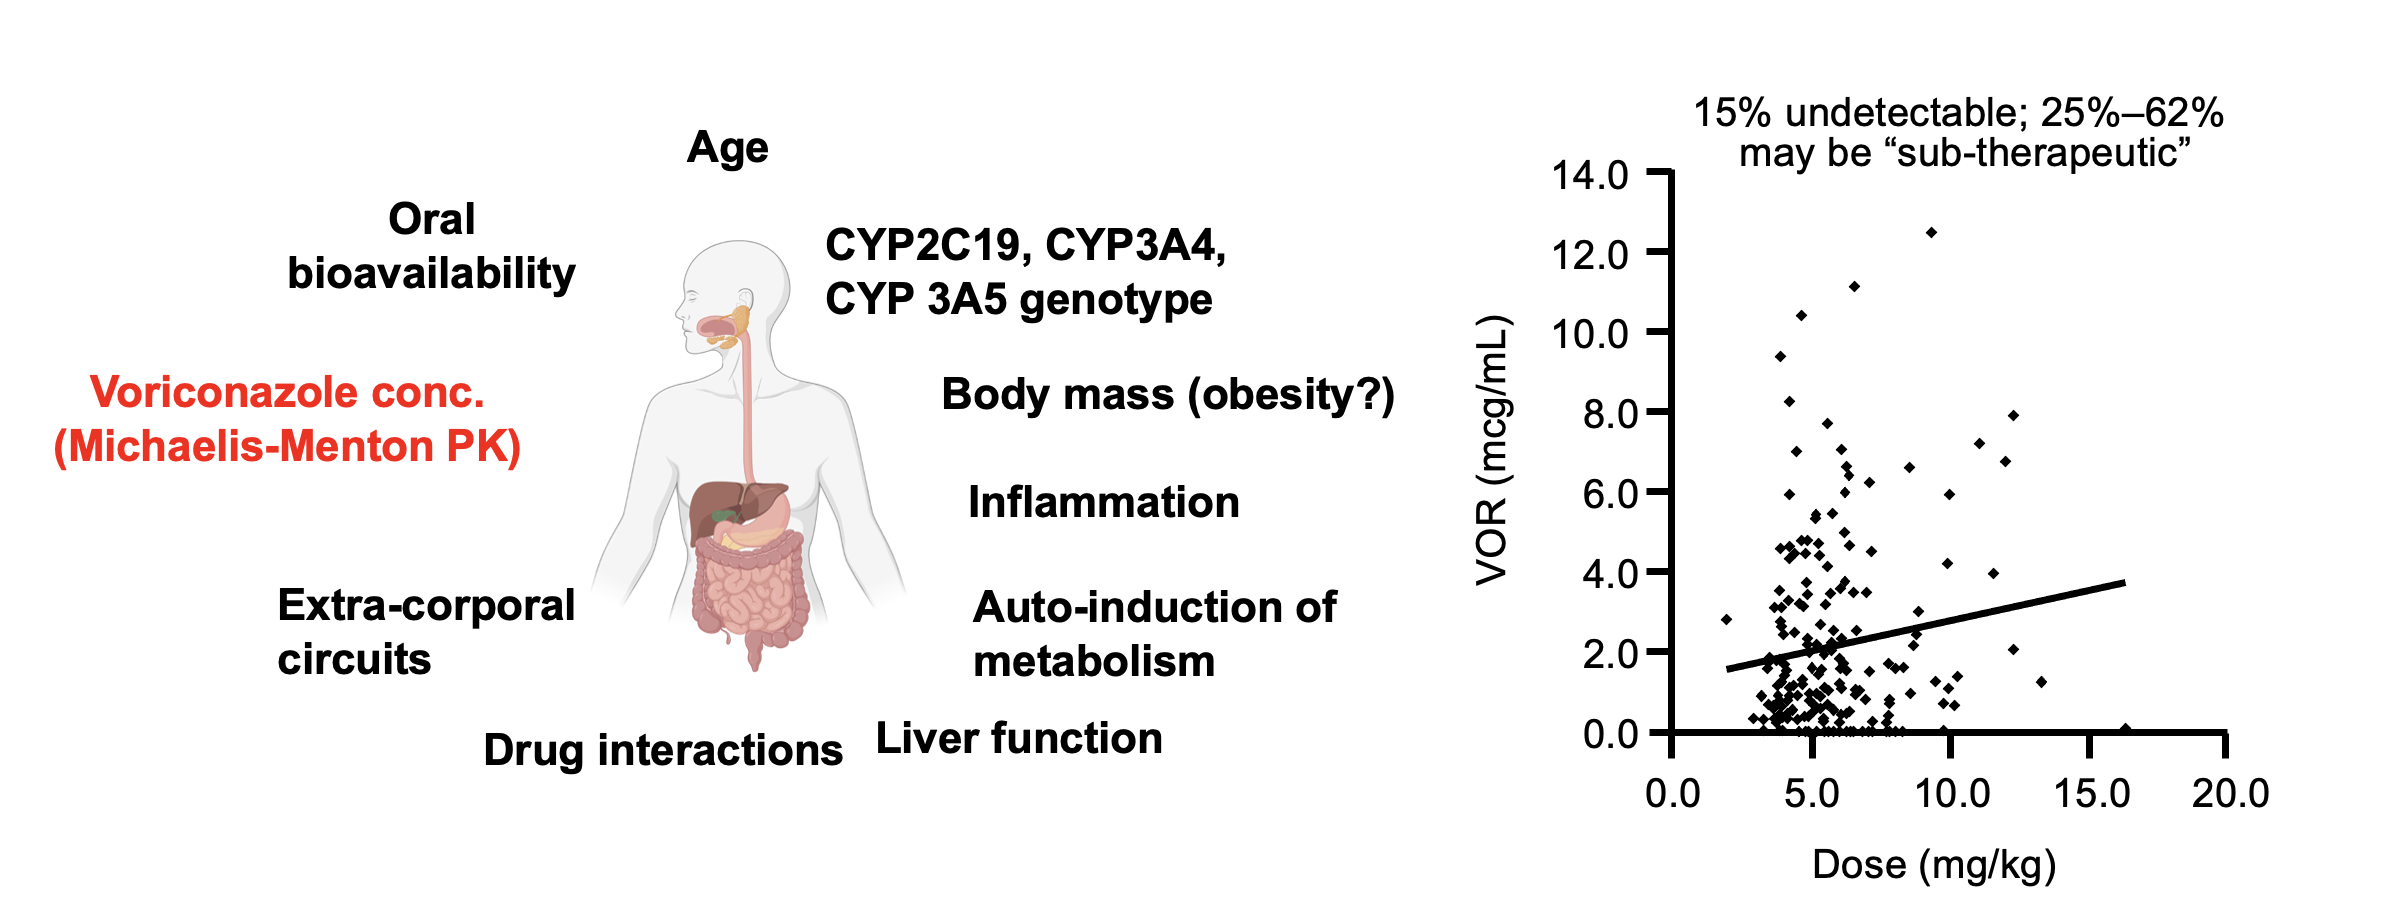 Age
Oral
bioavailability
CYP2C19, CYP3A4,
CYP 3A5 genotype
Voriconazole conc.
(Michaelis-Menton PK)
Body mass (obesity?)
Inflammation
Extra-corporal
circuits
Auto-induction of
metabolism
Drug interactions
Liver function
15% undetectable; 25%–62%
may be “sub-therapeutic”
VOR (mcg/mL)
14.0
12.0
10.0
8.0
6.0
4.0
2.0
0.0
0.0 5.0 10.0 15.0 20.0
Dose (mg/kg)